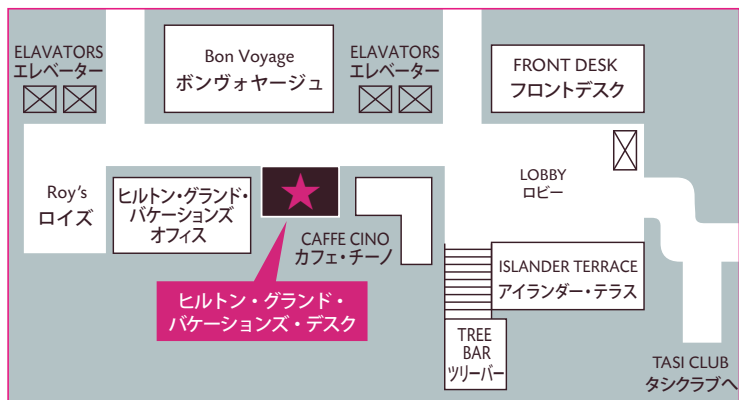 ELAVATORS
エレベーター
Bon Voyage
ボンヴォヤージュ
ELAVATORS
エレベーター
FRONT DESK
フロントデスク
Roy's
ロイズ
ヒルトン・グランド・
バケーションズ
オフィス
CAFFE CINO
カフェ・チーノ
LOBBY
ロビー
ヒルトン・グランド・
バケーションズ・デスク
ISLANDER TERRACE
アイランダー・テラス
TREE
BAR
ツリーバー
TASI CLUB
タシクラブへ